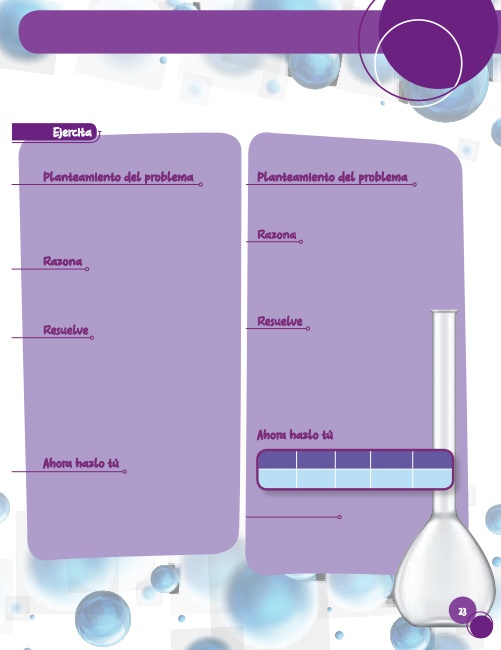 Ejercita
Planteamiento del problema
Razona
Resuelve
Ahora hazlo tú
Planteamiento del problema
Razona
Resuelve
Ahora hazlo tú
23